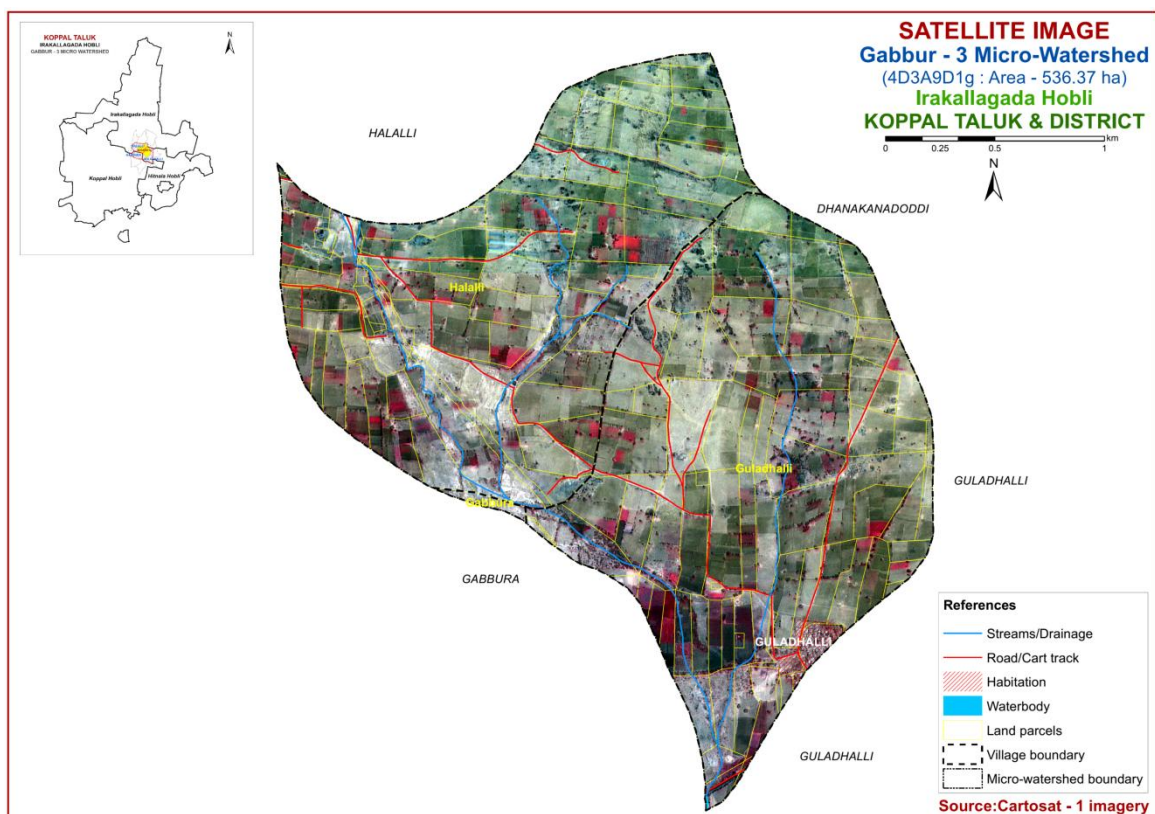 KOPPAL TALUK
IRAKALLAGADA HOBLI
GABBUR - 3 MICRO WATERSHED
N
Irakallagada Hobli
Koppal Hobli
Hitnala Hobli
SATELLITE IMAGE
Gabbur - 3 Micro-Watershed
(4D3A9D1g : Area - 536.37 ha)
Irakallagada Hobli
KOPPAL TALUK & DISTRICT
km
0 0.25 0.5 1
N
HALALLI
DHANAKANADODDI
Halalli
Guladhalli
GULADHALLI
Gabbura
GABBURA
GULADHALLI
GULADHALLI
References
Streams/Drainage
Road/Cart track
Habitation
Waterbody
Land parcels
Village boundary
Micro-watershed boundary
Source:Cartosat - 1 imagery